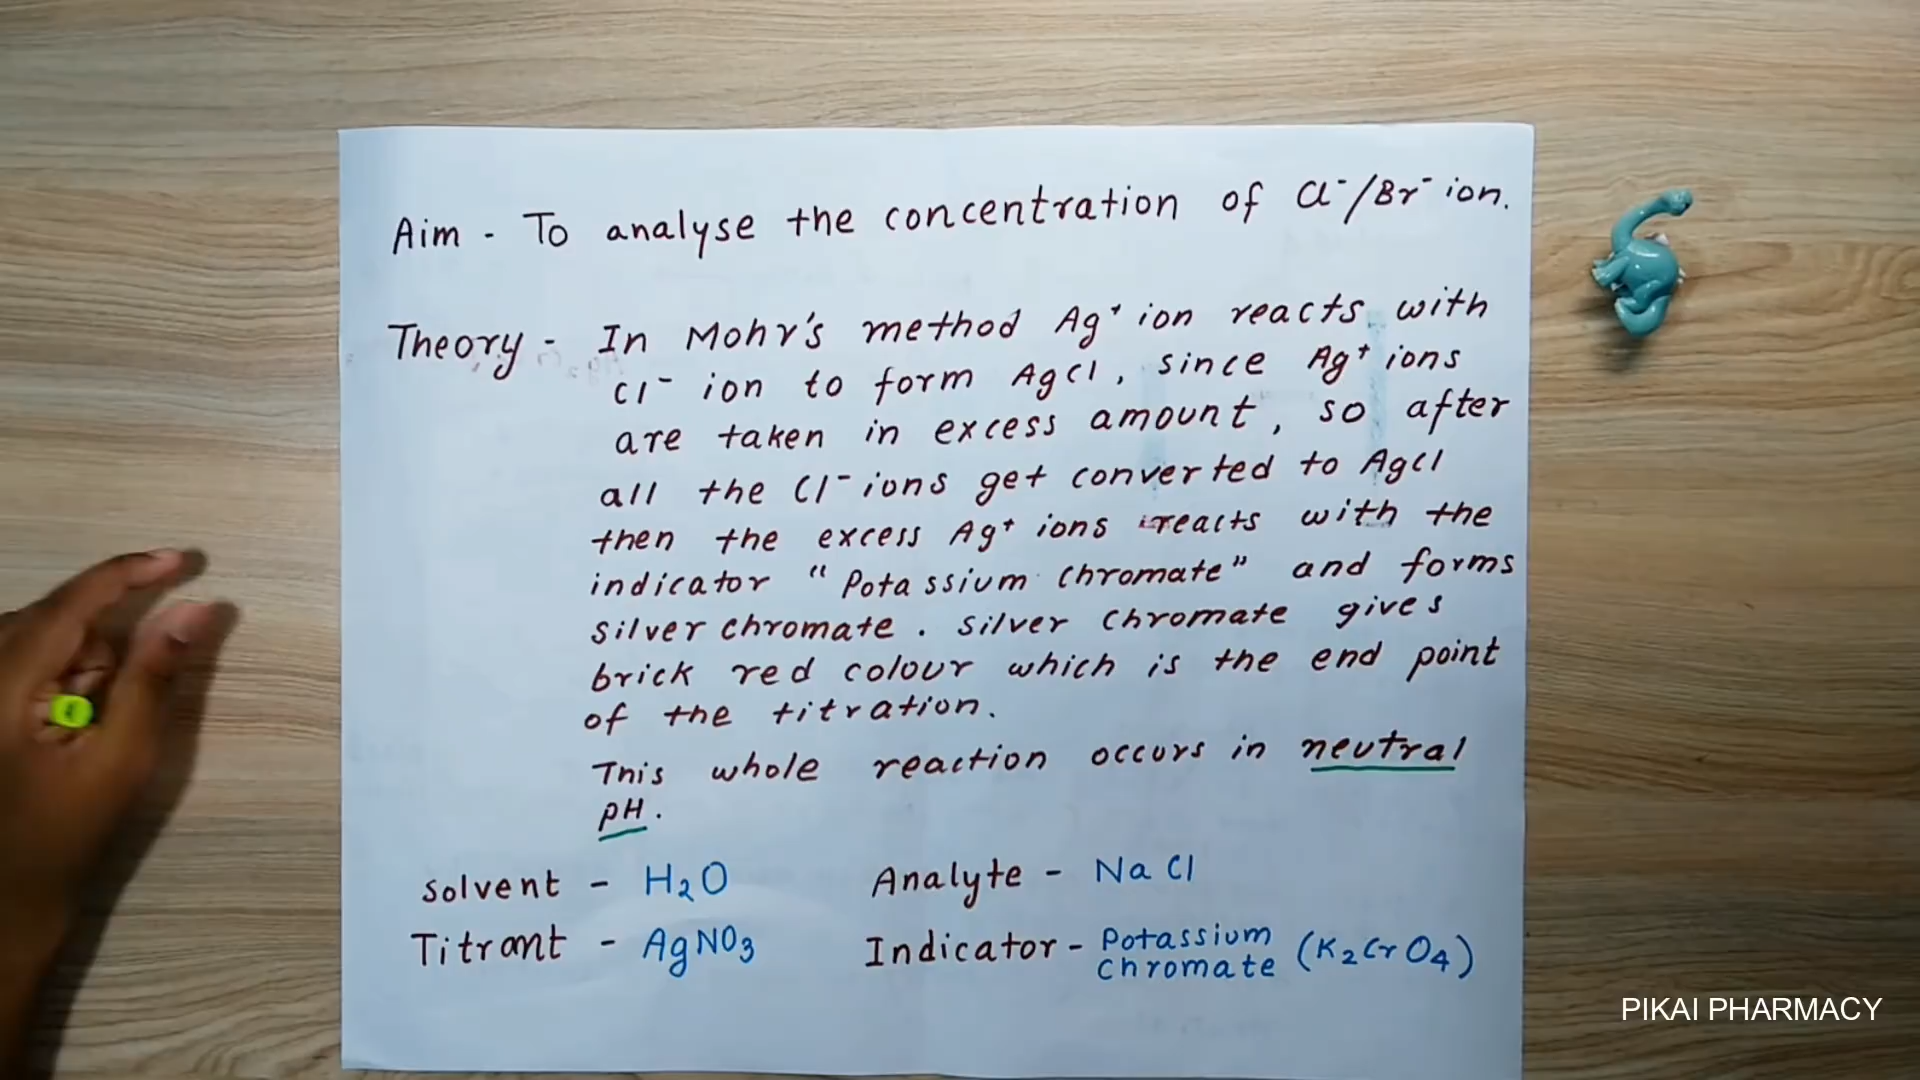 Aim - To analyse the concentration of Cl⁻/Br⁻ ion.
Theory - In Mohr's method Ag⁺ ion reacts with
Cl⁻ ion to form AgCl, since Ag⁺ ions
are taken in excess amount, so after
all the Cl⁻ ions get converted to AgCl
then the excess Ag⁺ ions reacts with the
indicator "Potassium Chromate" and forms
silver chromate. Silver chromate gives
brick red colour which is the end point
of the titration.
This whole reaction occurs in neutral
pH.
Solvent - H₂O Analyte - NaCl
Titrant - AgNO₃ Indicator - Potassium chromate (K₂CrO₄)
PIKAI PHARMACY